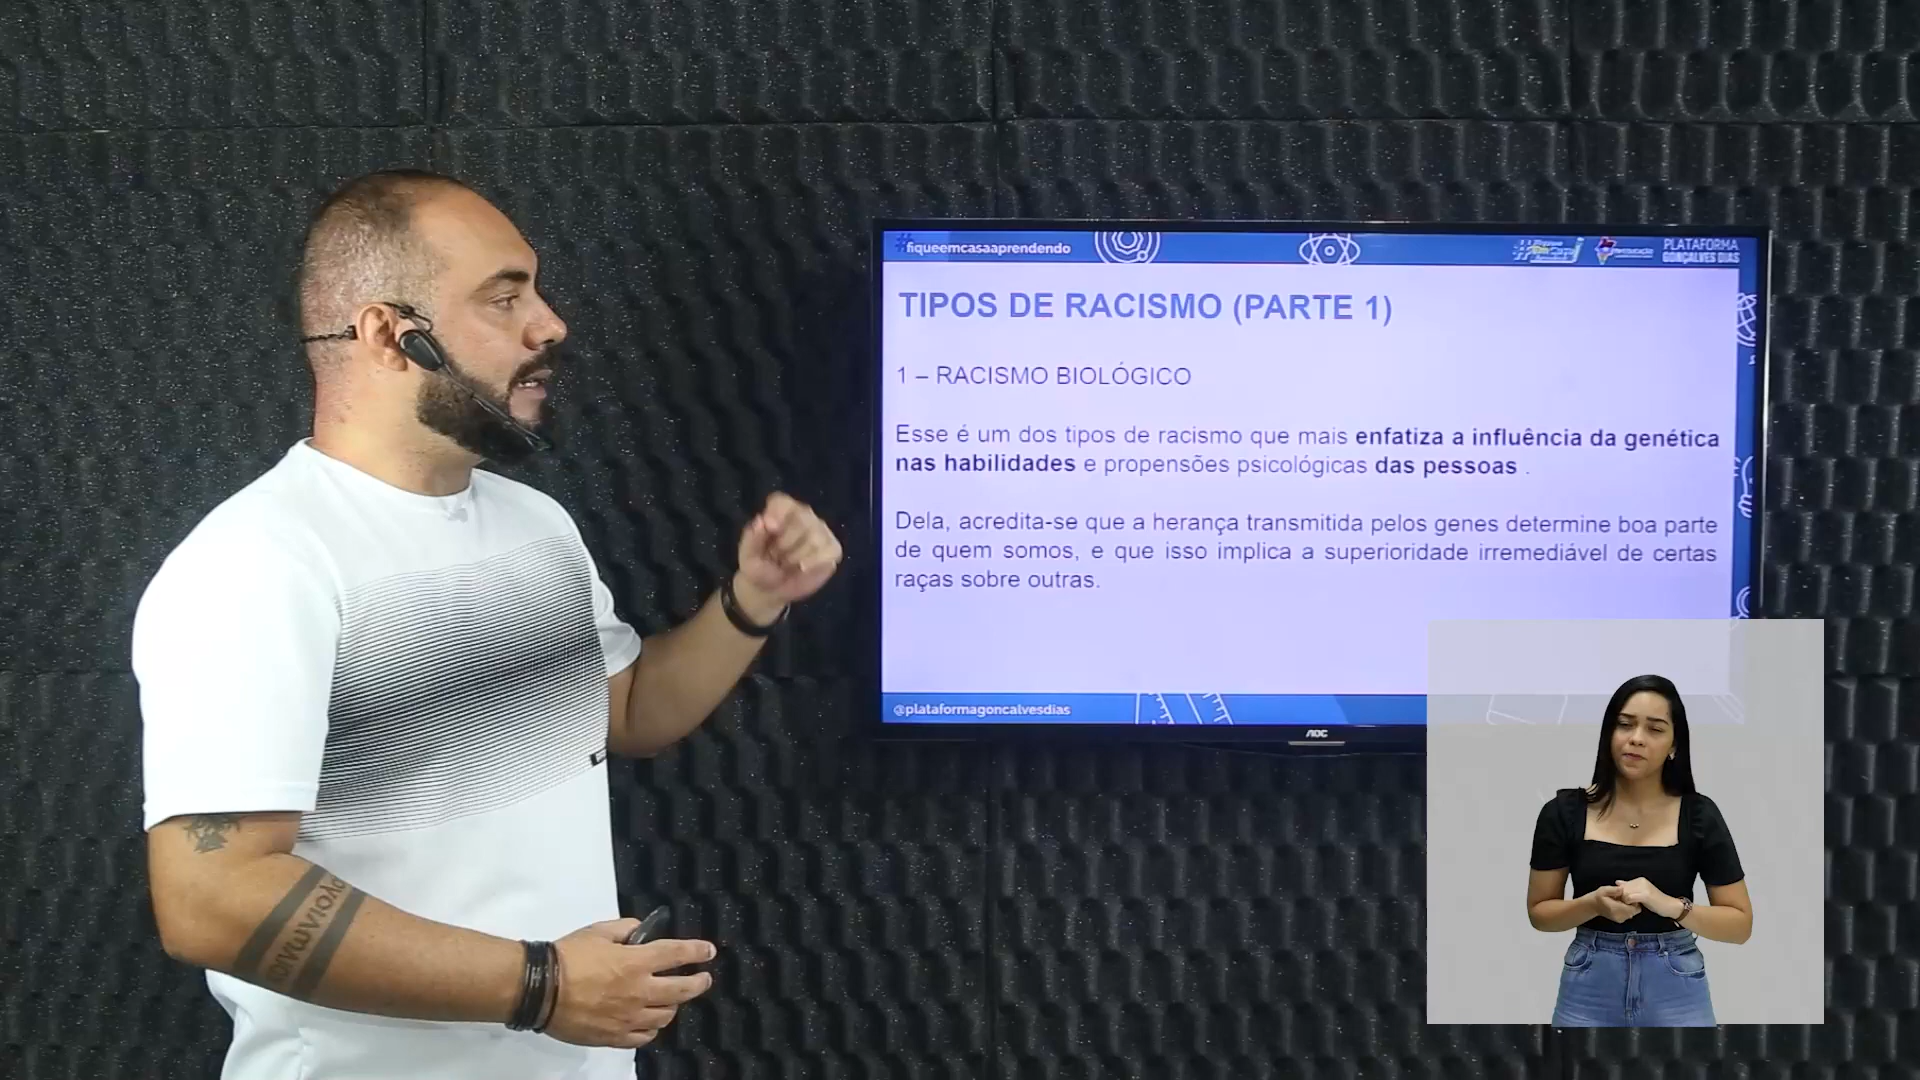 #fiqueemcasaaprendendo
PLATAFORMA
GONÇALVES DIAS
TIPOS DE RACISMO (PARTE 1)
1 – RACISMO BIOLÓGICO
Esse é um dos tipos de racismo que mais enfatiza a influência da genética
nas habilidades e propensões psicológicas das pessoas .
Dela, acredita-se que a herança transmitida pelos genes determine boa parte
de quem somos, e que isso implica a superioridade irremediável de certas
raças sobre outras.
@plataformagoncalvesdias
AOC